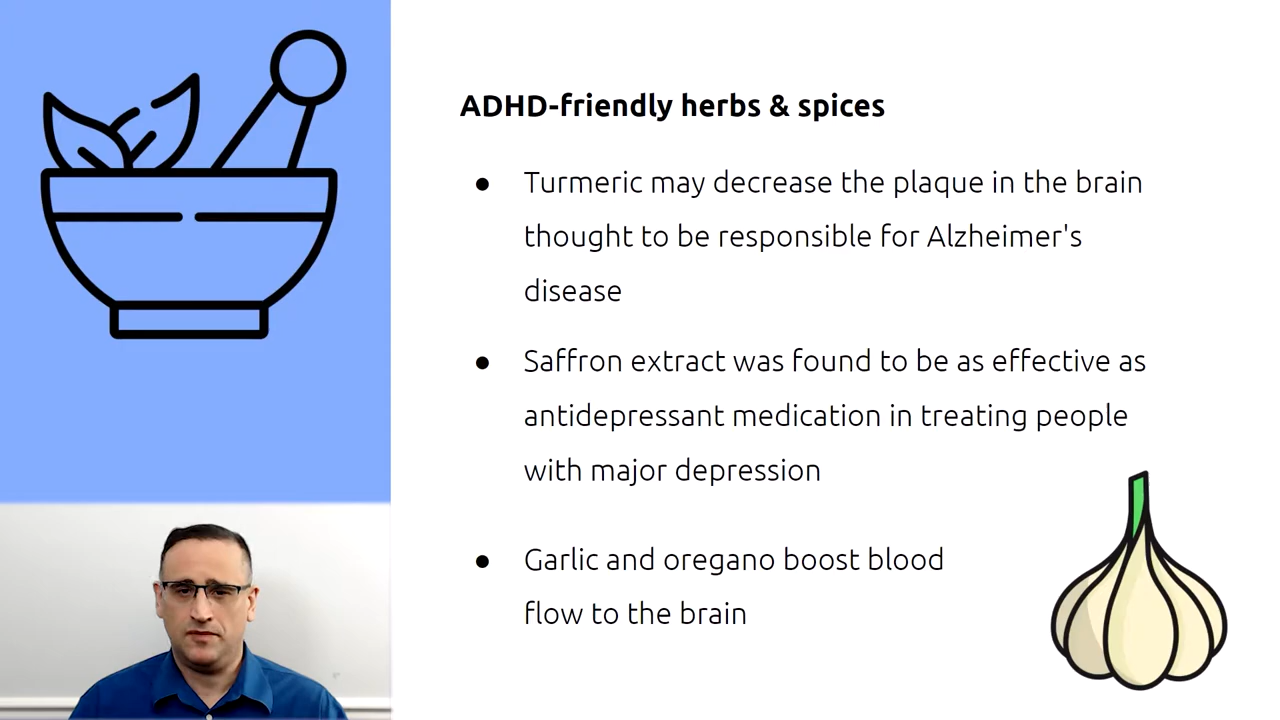 ADHD-friendly herbs & spices
● Turmeric may decrease the plaque in the brain
thought to be responsible for Alzheimer's
disease
● Saffron extract was found to be as effective as
antidepressant medication in treating people
with major depression
● Garlic and oregano boost blood
flow to the brain